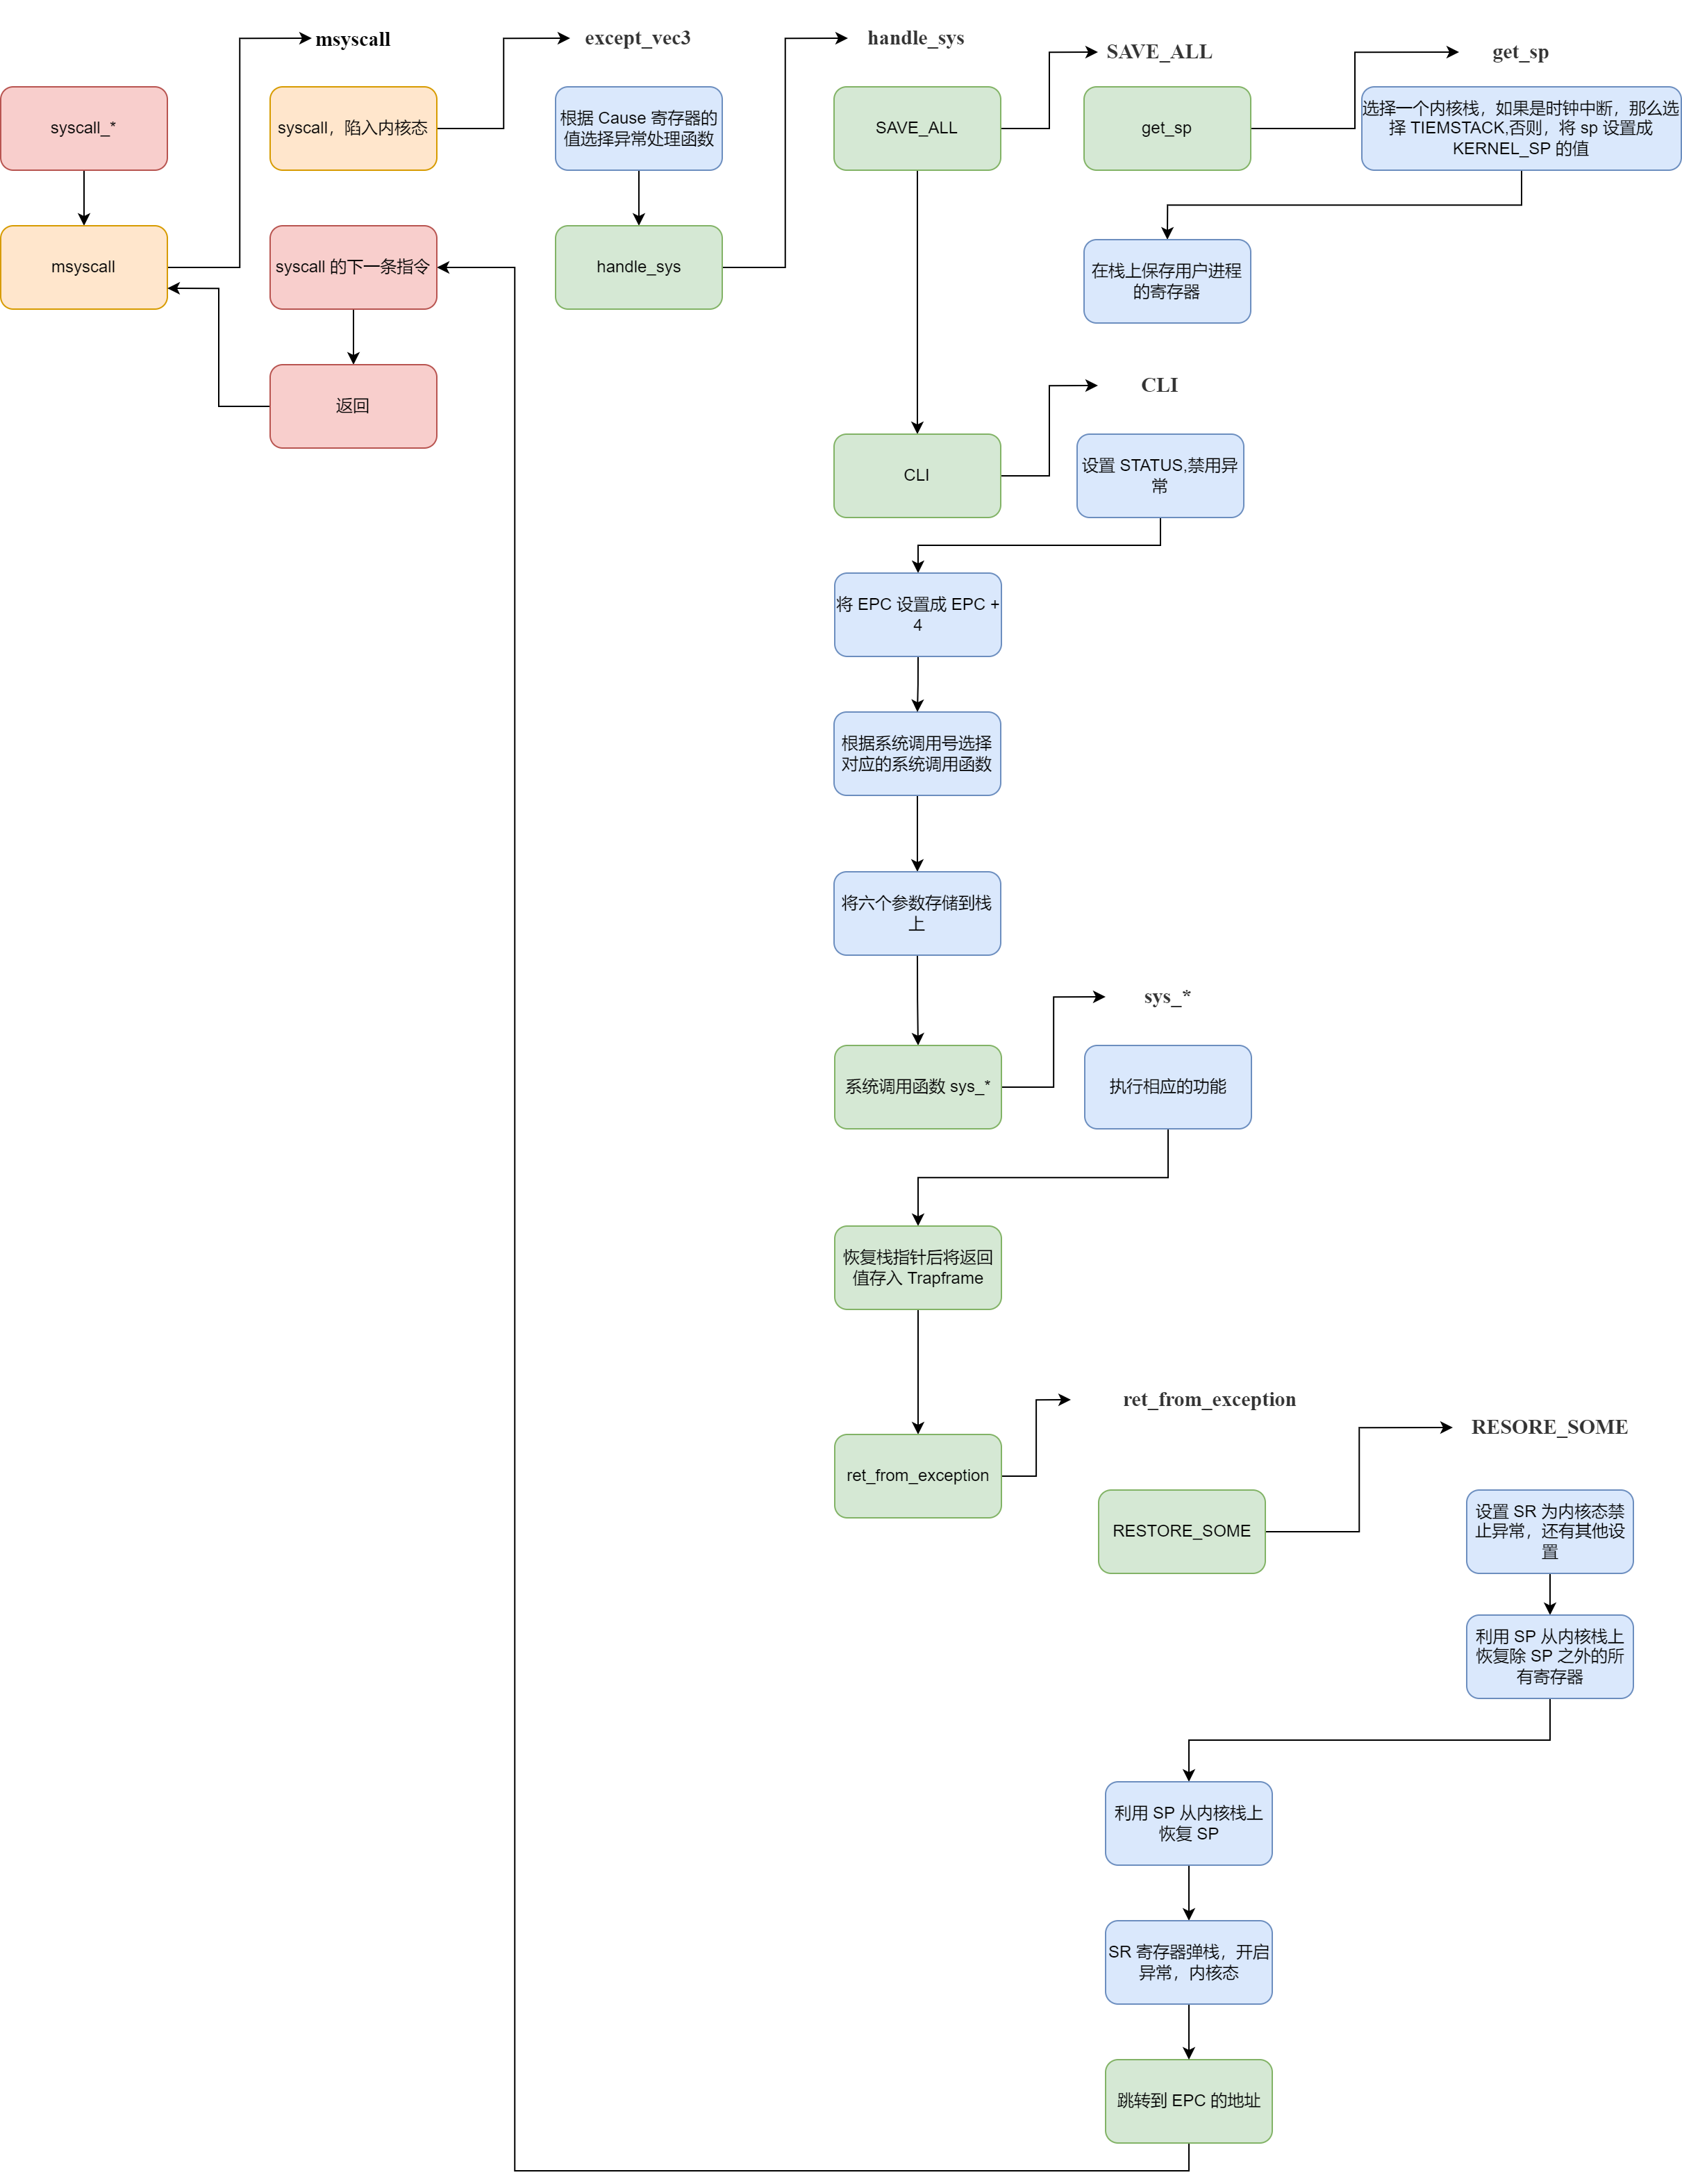 msyscall
except_vec3
handle_sys
SAVE_ALL
get_sp
syscall_*
syscall，陷入内核态
根据 Cause 寄存器的
值选择异常处理函数
SAVE_ALL
get_sp
选择一个内核栈，如果是时钟中断，那么选
择 TIEMSTACK,否则，将 sp 设置成
KERNEL_SP 的值
msyscall
syscall 的下一条指令
handle_sys
在栈上保存用户进程
的寄存器
返回
CLI
CLI
设置 STATUS,禁用异
常
将 EPC 设置成 EPC +
4
根据系统调用号选择
对应的系统调用函数
将六个参数存储到栈
上
sys_*
系统调用函数 sys_*
执行相应的功能
恢复栈指针后将返回
值存入 Trapframe
ret_from_exception
RESORE_SOME
ret_from_exception
RESTORE_SOME
设置 SR 为内核态禁
止异常，还有其他设
置
利用 SP 从内核栈上
恢复除 SP 之外的所
有寄存器
利用 SP 从内核栈上
恢复 SP
SR 寄存器弹栈，开启
异常，内核态
跳转到 EPC 的地址